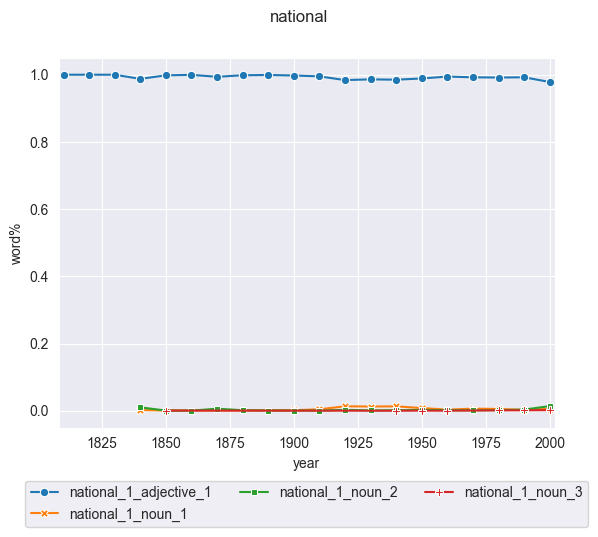 national
1.0
0.8
0.6
0.4
0.2
0.0
word%
1825 1850 1875 1900 1925 1950 1975 2000
year
national_1_adjective_1 national_1_noun_2 national_1_noun_3
national_1_noun_1